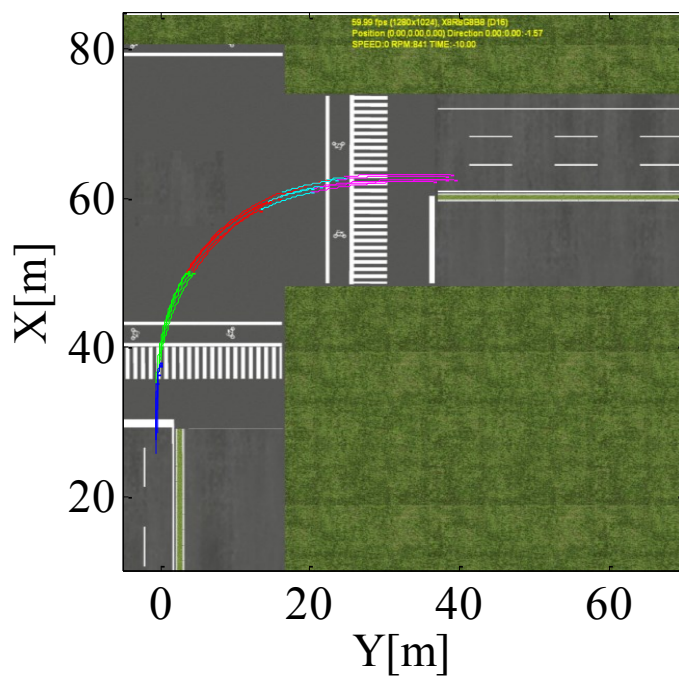 59.99 fps (1280x1024), X8R8G8B8 (D16)
Position (0.00,0.00,0.00) Direction 0.00:0.00:-1.57
SPEED:0 RPM:841 TIME:-10.00
80
60
40
20
X[m]
0 20 40 60
Y[m]